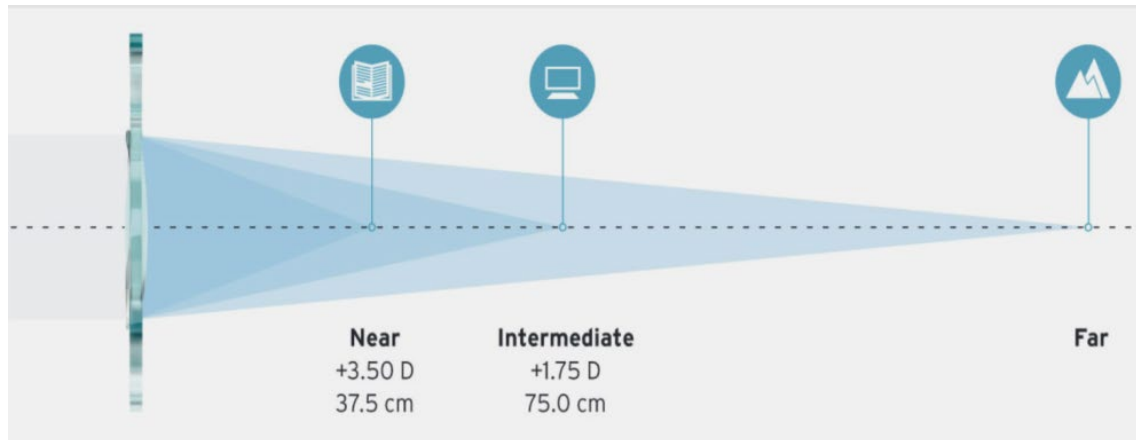 Near
+3.50 D
37.5 cm
Intermediate
+1.75 D
75.0 cm
Far